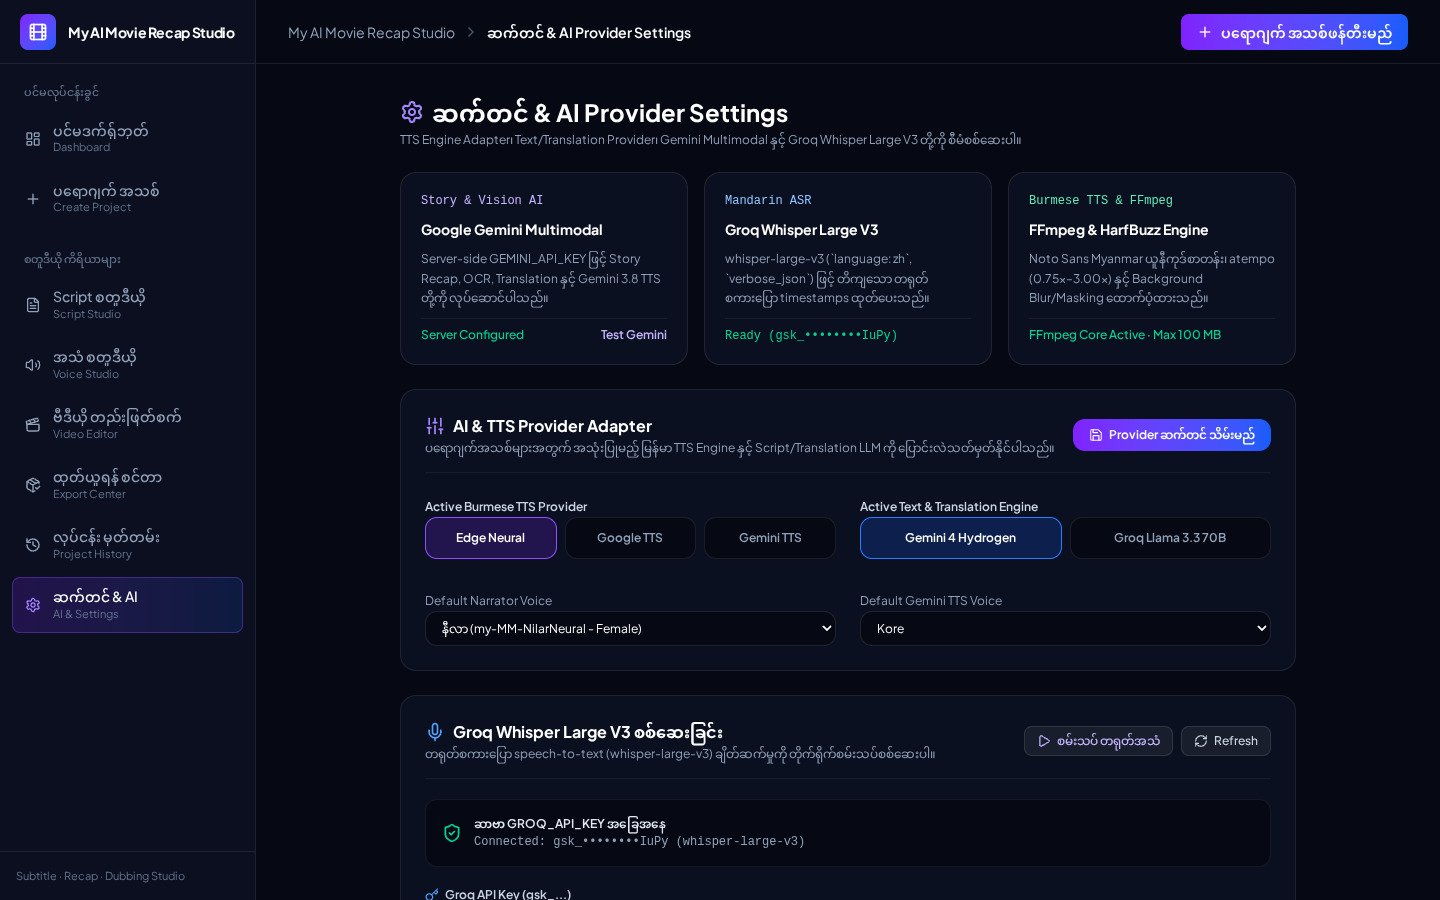 My AI Movie Recap Studio
My AI Movie Recap Studio
ဆက်တင် & AI Provider Settings
ပရောဂျက် အသစ်ဖန်တီးမည်
ပင်မလုပ်ငန်းခွင်
ပင်မဒက်ရှ်ဘုတ်
Dashboard
ပရောဂျက် အသစ်
Create Project
စတူဒီယို ကိရိယာများ
Script စတူဒီယို
Script Studio
အသံ စတူဒီယို
Voice Studio
ဗီဒီယို တည်းဖြတ်စက်
Video Editor
ထုတ်ယူရန် စင်တာ
Export Center
လုပ်ငန်း မှတ်တမ်း
Project History
ဆက်တင် & AI
AI & Settings
Subtitle · Recap · Dubbing Studio
ဆက်တင် & AI Provider Settings
TTS Engine Adapter၊ Text/Translation Provider၊ Gemini Multimodal နှင့် Groq Whisper Large V3 တို့ကို စီမံစစ်ဆေးပါ။
Story & Vision AI
Google Gemini Multimodal
Server-side GEMINI_API_KEY ဖြင့် Story
Recap, OCR, Translation နှင့် Gemini 3.8 TTS
တို့ကို လုပ်ဆောင်ပါသည်။
Server Configured
Test Gemini
Mandarin ASR
Groq Whisper Large V3
whisper-large-v3 (`language: zh`,
`verbose_json`) ဖြင့် တိကျသော တရုတ်
စကားပြော timestamps ထုတ်ပေးသည်။
Ready (gsk_••••••••IuPy)
Burmese TTS & FFmpeg
FFmpeg & HarfBuzz Engine
Noto Sans Myanmar ယူနီကုဒ်စာတန်း၊ atempo
(0.75x–3.00x) နှင့် Background
Blur/Masking ထောက်ပံ့ထားသည်။
FFmpeg Core Active · Max 100 MB
AI & TTS Provider Adapter
ပရောဂျက်အသစ်များအတွက် အသုံးပြုမည့် မြန်မာ TTS Engine နှင့် Script/Translation LLM ကို ပြောင်းလဲသတ်မှတ်နိုင်ပါသည်။
Provider ဆက်တင် သိမ်းမည်
Active Burmese TTS Provider
Edge Neural
Google TTS
Gemini TTS
Active Text & Translation Engine
Gemini 4 Hydrogen
Groq Llama 3.3 70B
Default Narrator Voice
နီလာ (my-MM-NilarNeural - Female)
Default Gemini TTS Voice
Kore
Groq Whisper Large V3 စစ်ဆေးခြင်း
တရုတ်စကားပြော speech-to-text (whisper-large-v3) ချိတ်ဆက်မှုကို တိုက်ရိုက်စမ်းသပ်စစ်ဆေးပါ။
စမ်းသပ် တရုတ်အသံ
Refresh
ဆာဗာ GROQ_API_KEY အခြေအနေ
Connected: gsk_••••••••IuPy (whisper-large-v3)
Groq API Key (gsk_...)